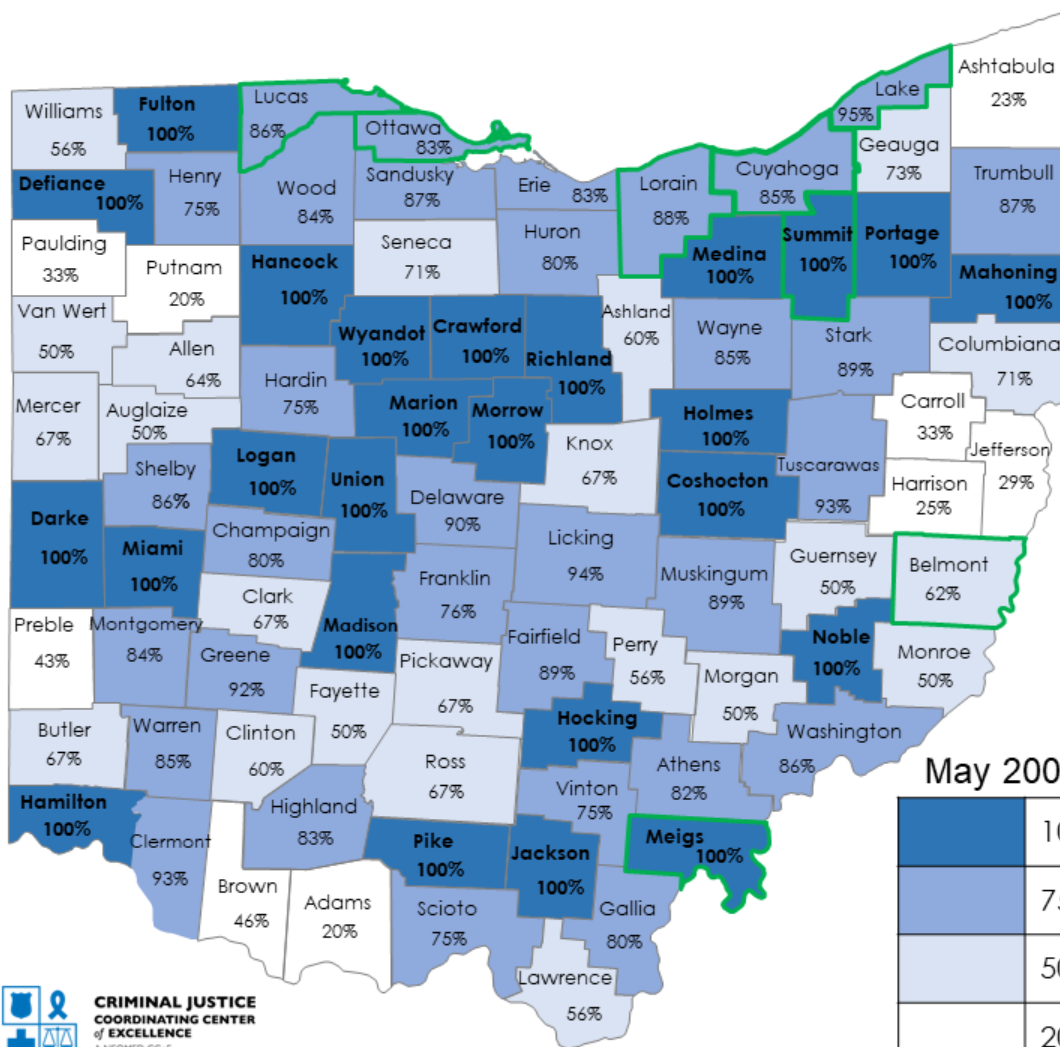 Ashtabula
23%
Lake
95%
Williams
56%
Fulton
100%
Lucas
86%
Ottawa
83%
Geauga
73%
Cuyahoga
85%
Trumbull
87%
Defiance
100%
Henry
75%
Wood
84%
Sandusky
87%
Erie
83%
Lorain
88%
Medina
100%
Summit
100%
Portage
100%
Paulding
33%
Putnam
20%
Hancock
100%
Seneca
71%
Huron
80%
Mahoning
100%
Van Wert
50%
Allen
64%
Wyandot
100%
Crawford
100%
Richland
100%
Ashland
60%
Wayne
85%
Stark
89%
Columbiana
71%
Mercer
67%
Auglaize
50%
Hardin
75%
Marion
100%
Morrow
100%
Knox
67%
Holmes
100%
Carroll
33%
Jefferson
29%
Shelby
86%
Logan
100%
Union
100%
Delaware
90%
Coshocton
100%
Tuscarawas
93%
Harrison
25%
Darke
100%
Miami
100%
Champaign
80%
Licking
94%
Muskingum
89%
Guernsey
50%
Belmont
62%
Clark
67%
Madison
100%
Franklin
76%
Preble
43%
Montgomery
84%
Greene
92%
Fairfield
89%
Perry
56%
Noble
100%
Monroe
50%
Pickaway
67%
Fayette
50%
Morgan
50%
Butler
67%
Warren
85%
Clinton
60%
Ross
67%
Hocking
100%
Athens
82%
Washington
86%
Hamilton
100%
Clermont
93%
Highland
83%
Pike
100%
Jackson
100%
Vinton
75%
Meigs
100%
Brown
46%
Adams
20%
Scioto
75%
Gallia
80%
Lawrence
56%
May 200
10
75
50
20
CRIMINAL JUSTICE
COORDINATING CENTER
of EXCELLENCE